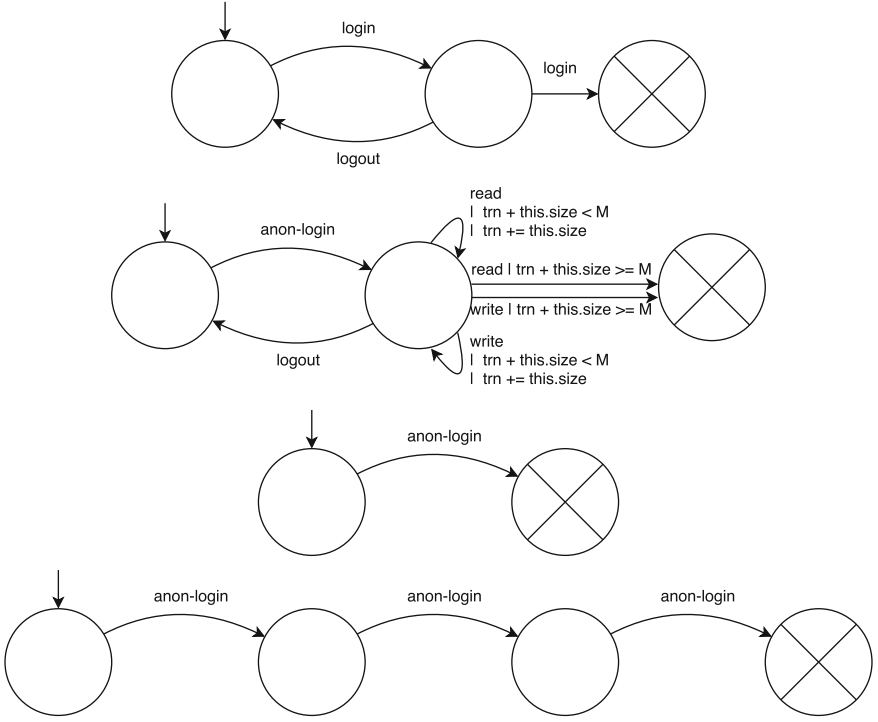 login
login
logout
read
| trn + this.size < M
| trn += this.size
anon-login
read | trn + this.size >= M
write | trn + this.size >= M
logout
write
| trn + this.size < M
| trn += this.size
anon-login
anon-login
anon-login
anon-login